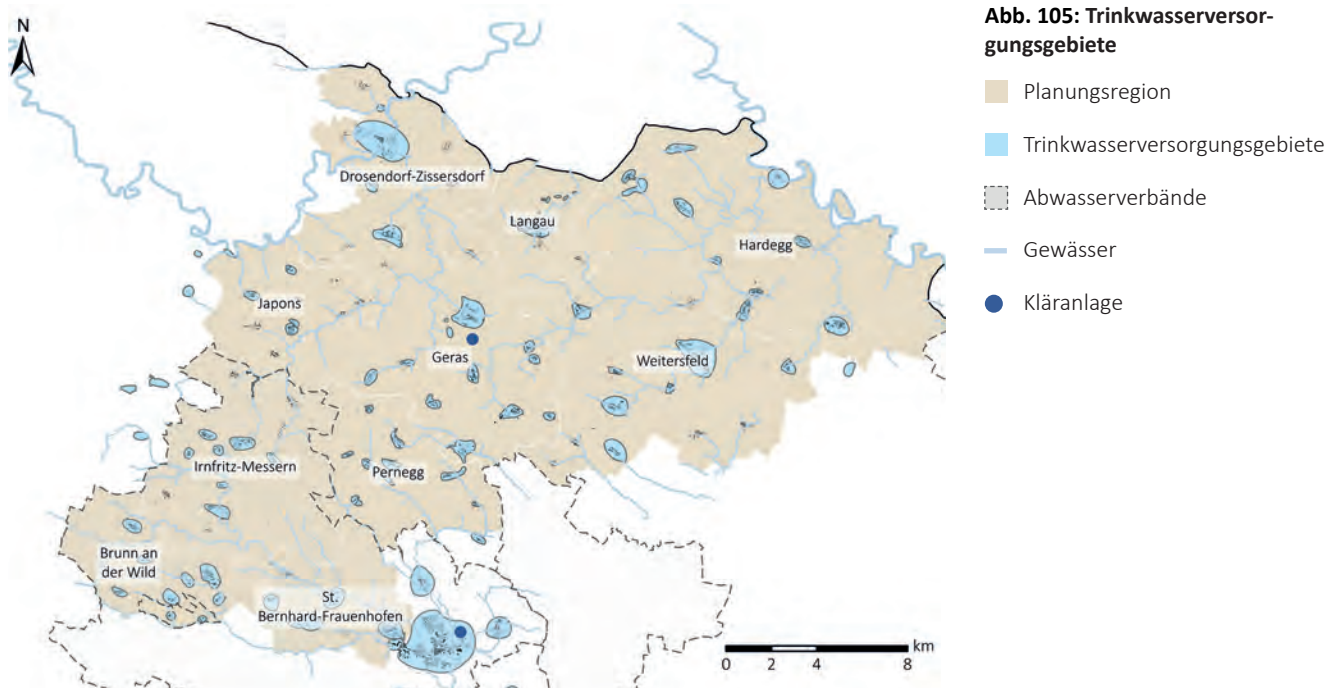 N
Drosendorf-Zissersdorf
Langau
Hardegg
Japons
Geras
Weitersfeld
Irnfritz-Messern
Pernegg
Brunn an
der Wild
St.
Bernhard-Frauenhofen
km
0 2 4 8
Abb. 105: Trinkwasserversor-
gungsgebiete
Planungsregion
Trinkwasserversorgungsgebiete
Abwasserverbände
Gewässer
Kläranlage